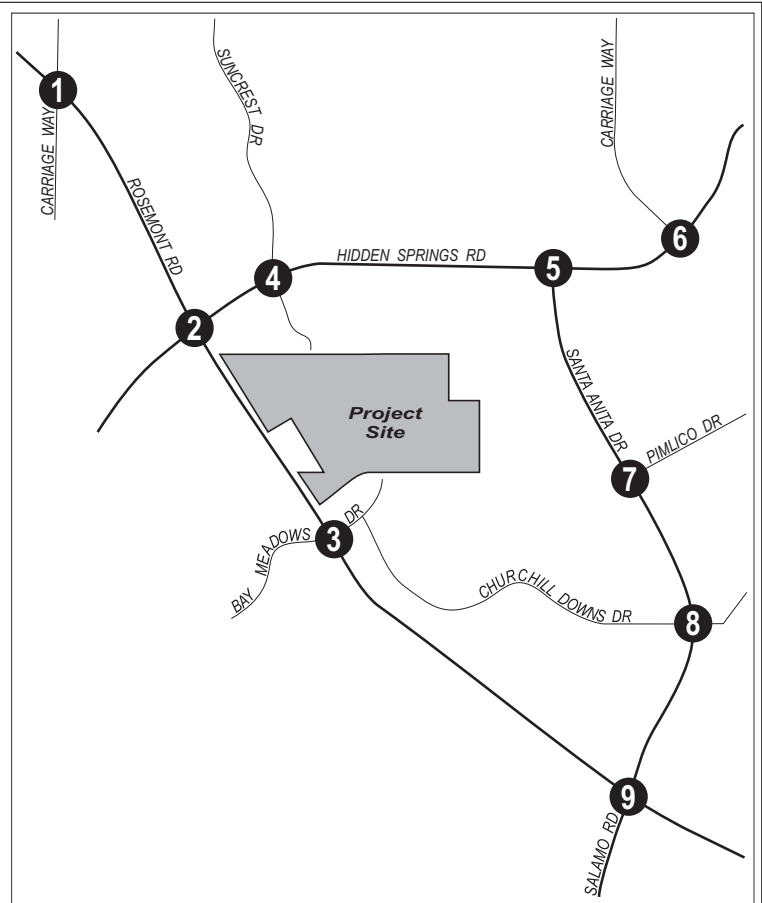 1
CARRIAGE WAY
SUNCREST DR
CARRIAGE WAY
ROSEMONT RD
6
HIDDEN SPRINGS RD
4
5
2
SANTA ANITA DR
Project
Site
PIMLICO DR
7
BAY MEADOWS DR
3
CHURCHILL DOWNS DR
8
9
SALAMO RD